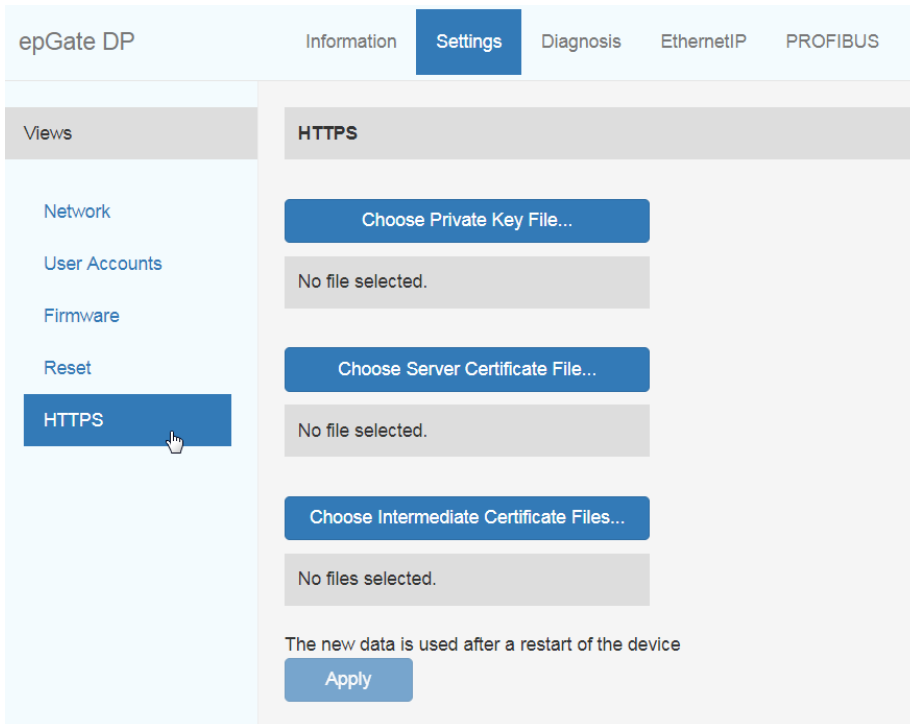 epGate DP
Information Settings Diagnosis EthernetIP PROFIBUS
Views
Network
User Accounts
Firmware
Reset
HTTPS
HTTPS
Choose Private Key File...
No file selected.
Choose Server Certificate File...
No file selected.
Choose Intermediate Certificate Files...
No files selected.
The new data is used after a restart of the device
Apply